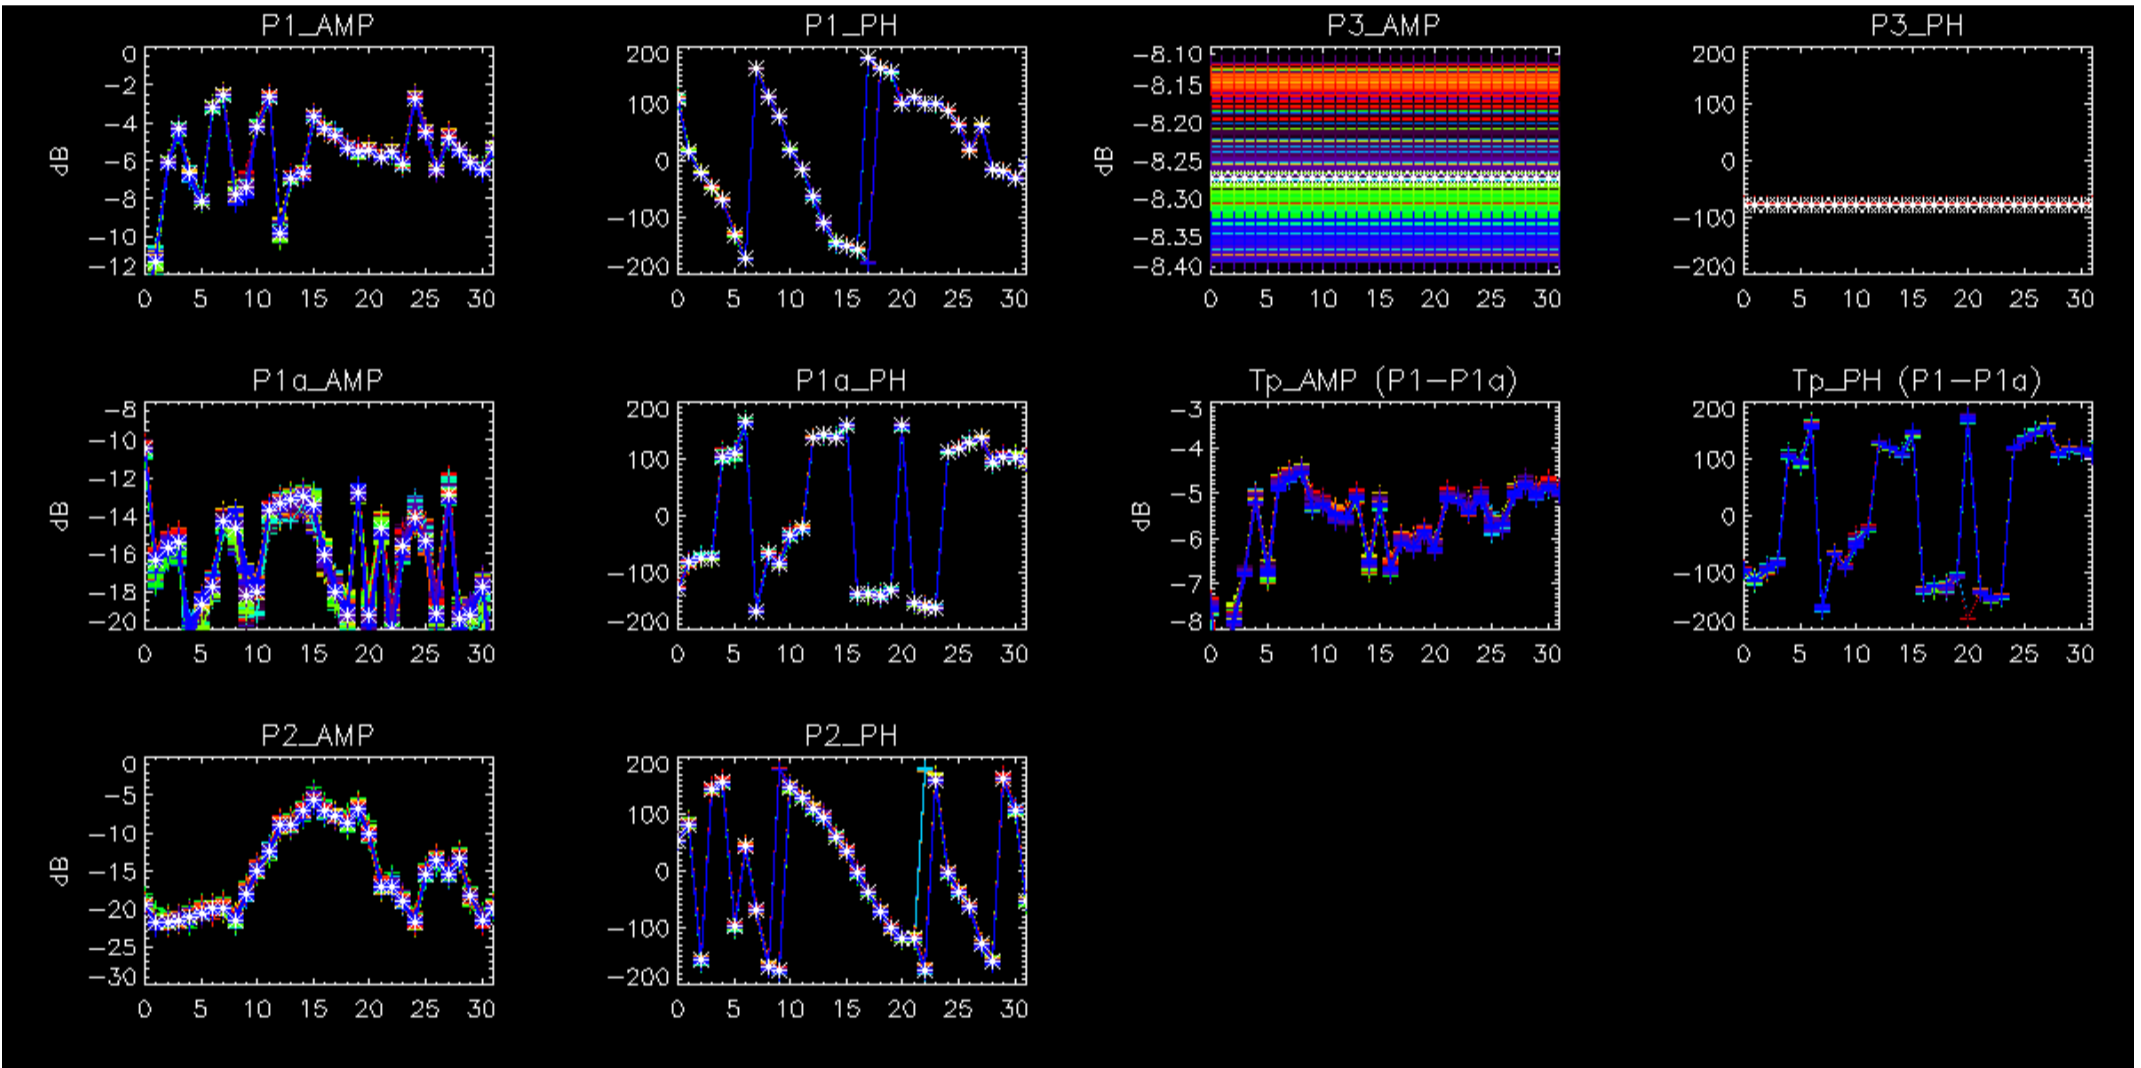 P1_AMP P1_PH P3_AMP P3_PH
dB 0 −2 −4 −6 −8 −10 −12
0 5 10 15 20 25 30
200 100 0 −100 −200
0 5 10 15 20 25 30
dB −8.10 −8.15 −8.20 −8.25 −8.30 −8.35 −8.40
0 5 10 15 20 25 30
200 100 0 −100 −200
0 5 10 15 20 25 30
P1a_AMP P1a_PH Tp_AMP (P1−P1a) Tp_PH (P1−P1a)
dB −8 −10 −12 −14 −16 −18 −20
0 5 10 15 20 25 30
200 100 0 −100 −200
0 5 10 15 20 25 30
dB −3 −4 −5 −6 −7 −8
0 5 10 15 20 25 30
200 100 0 −100 −200
0 5 10 15 20 25 30
P2_AMP P2_PH
dB 0 −5 −10 −15 −20 −25 −30
0 5 10 15 20 25 30
200 100 0 −100 −200
0 5 10 15 20 25 30